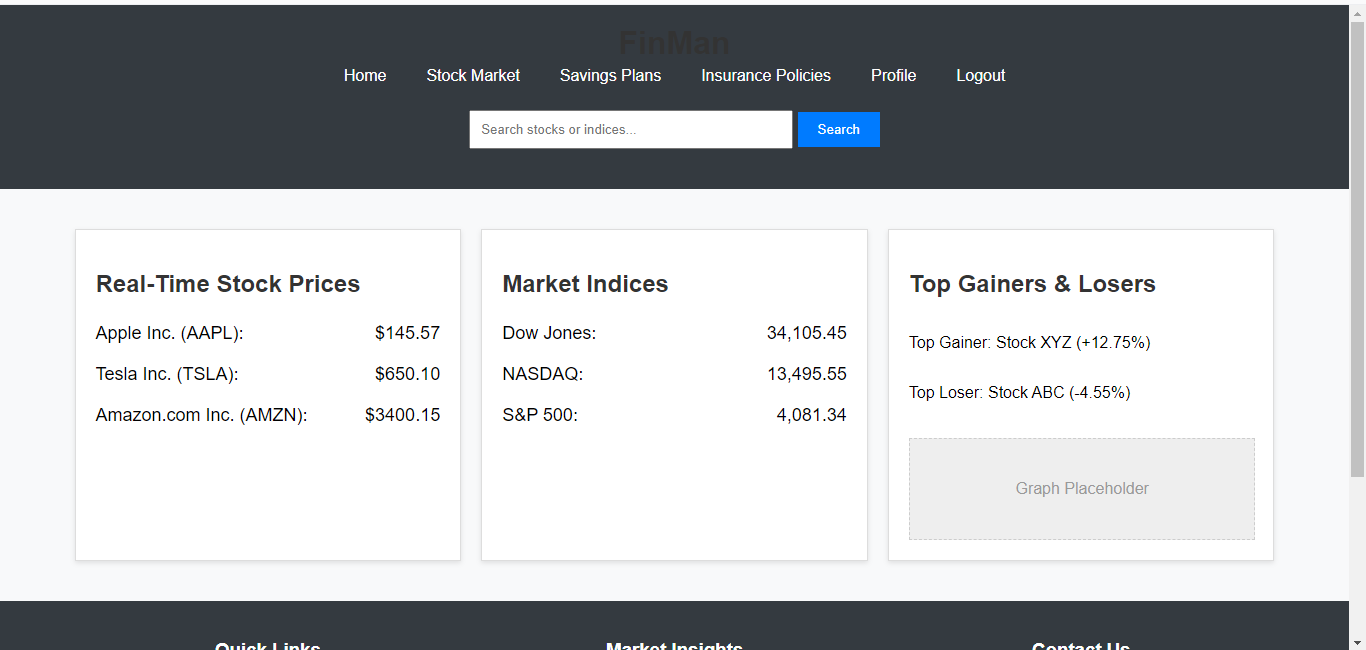 FinMan
Home Stock Market Savings Plans Insurance Policies Profile Logout
Search stocks or indices... Search
Real-Time Stock Prices
Apple Inc. (AAPL): $145.57
Tesla Inc. (TSLA): $650.10
Amazon.com Inc. (AMZN): $3400.15
Market Indices
Dow Jones: 34,105.45
NASDAQ: 13,495.55
S&P 500: 4,081.34
Top Gainers & Losers
Top Gainer: Stock XYZ (+12.75%)
Top Loser: Stock ABC (-4.55%)
Graph Placeholder
Quick Links Market Insights Contact Us